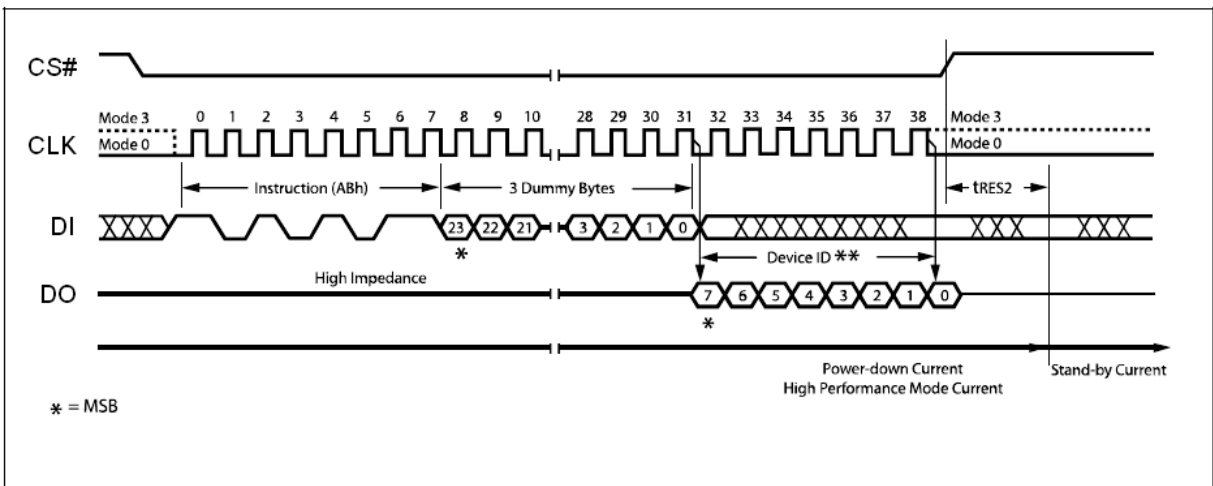 CS#
Mode 3 0 1 2 3 4 5 6 7 8 9 10 28 29 30 31 32 33 34 35 36 37 38 Mode 3
CLK Mode 0 Mode 0
Instruction (ABh) 3 Dummy Bytes tRES2
DI 23 22 21 3 2 1 0
* Device ID **
High Impedance
DO 7 6 5 4 3 2 1 0
*
Power-down Current Stand-by Current
High Performance Mode Current
* = MSB